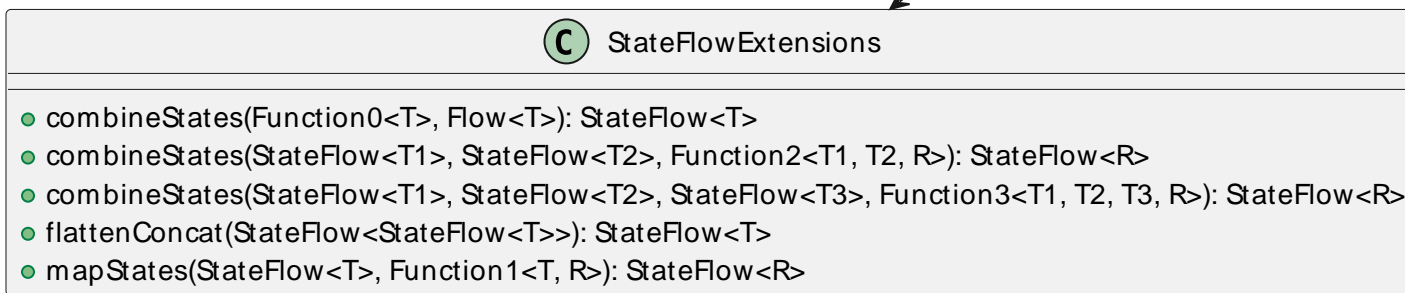 C StateFlowExtensions
combineStates(Function0<T>, Flow<T>): StateFlow<T>
combineStates(StateFlow<T1>, StateFlow<T2>, Function2<T1, T2, R>): StateFlow<R>
combineStates(StateFlow<T1>, StateFlow<T2>, StateFlow<T3>, Function3<T1, T2, T3, R>): StateFlow<R>
flattenConcat(StateFlow<StateFlow<T>>): StateFlow<T>
mapStates(StateFlow<T>, Function1<T, R>): StateFlow<R>